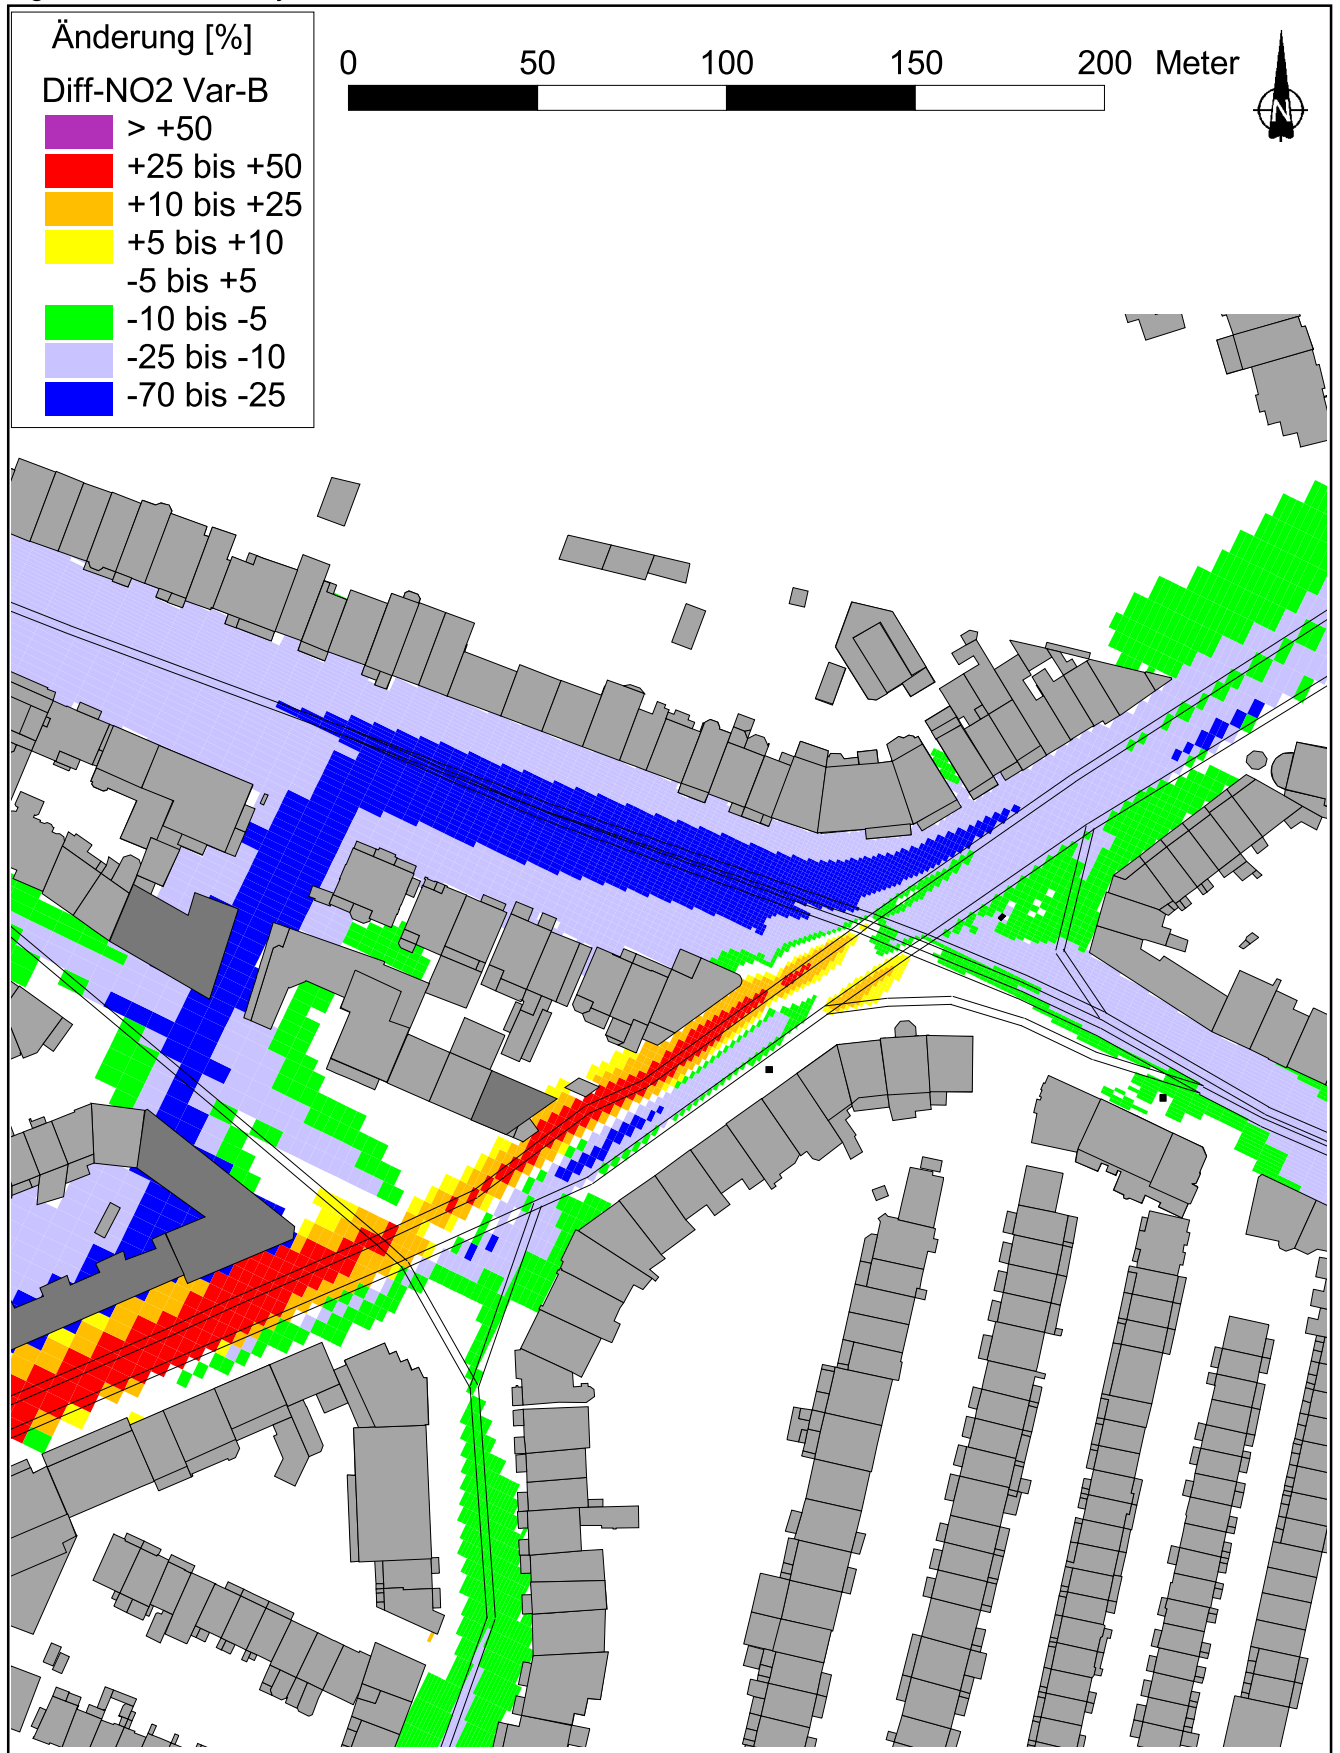 Änderung [%]
Diff-NO2 Var-B
> +50
+25 bis +50
+10 bis +25
+5 bis +10
-5 bis +5
-10 bis -5
-25 bis -10
-70 bis -25
0 50 100 150 200 Meter
N